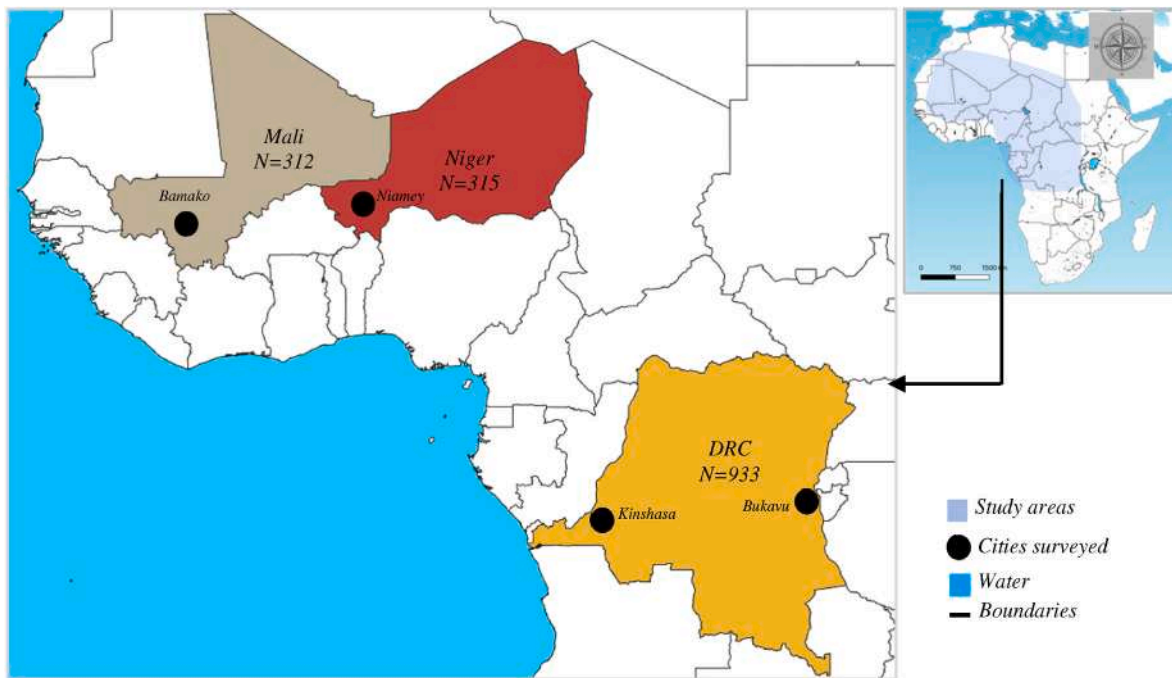 Mali
N=312
Bamako
Niger
N=315
Niamey
DRC
N=933
Kinshasa
Bukavu
0 750 1500 km
Study areas
Cities surveyed
Water
Boundaries